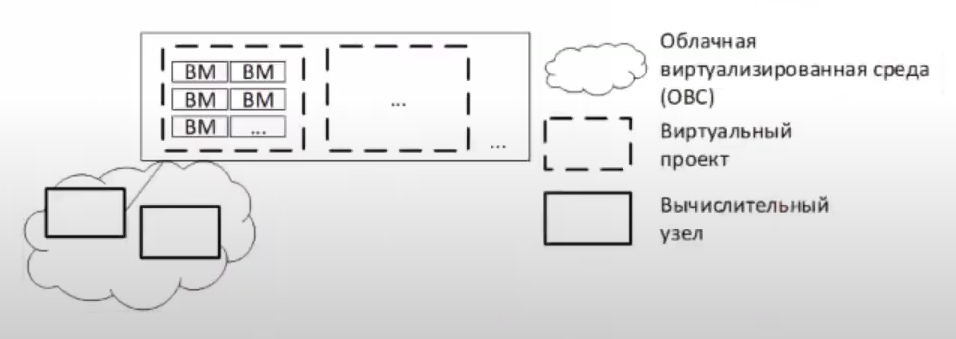 ВМ ВМ
ВМ ВМ
ВМ ...
...
...
Облачная
виртуализированная среда
(ОВС)
Виртуальный
проект
Вычислительный
узел